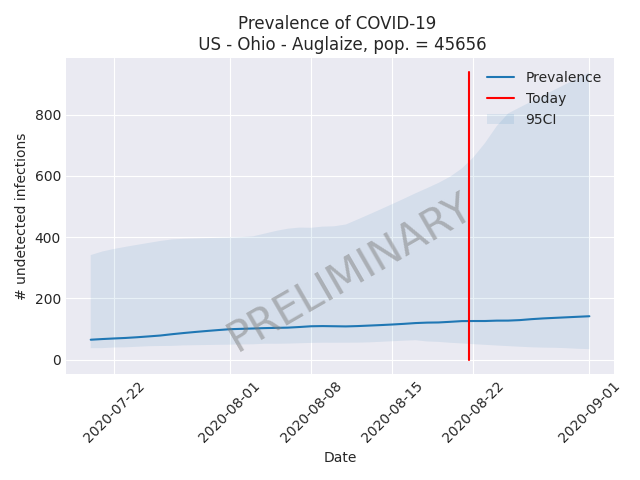 Prevalence of COVID-19
US - Ohio - Auglaize, pop. = 45656
Prevalence
Today
95CI
800
600
400
200
0
# undetected infections
PRELIMINARY
2020-07-22
2020-08-01
2020-08-08
2020-08-15
2020-08-22
2020-09-01
Date